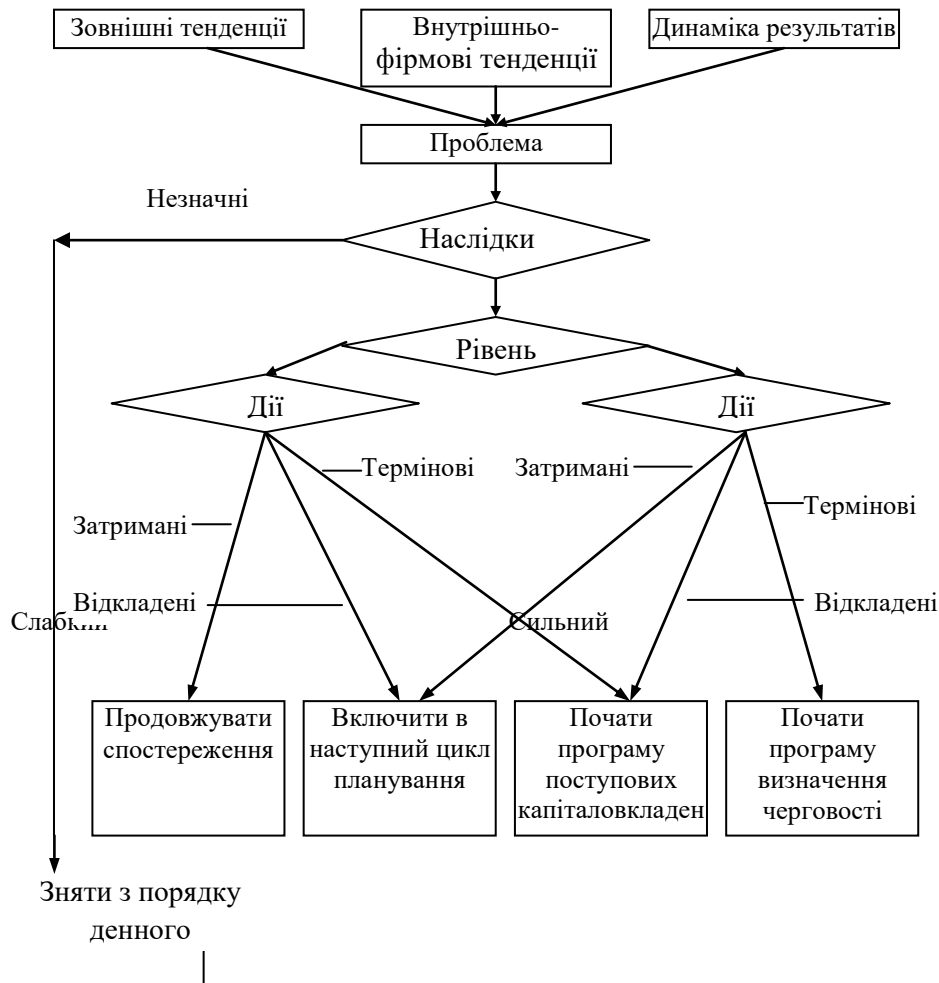 Зовнішні тенденції
Внутрішньо-
фірмові тенденції
Динаміка результатів
Проблема
Незначні
Наслідки
Рівень
Дії
Дії
Термінові
Затримані
Термінові
Затримані
Відкладені
Відкладені
Сильний
Продовжувати
спостереження
Включити в
наступний цикл
планування
Почати
програму
поступових
капіталовкладен
Почати
програму
визначення
черговості
Зняти з порядку
денного